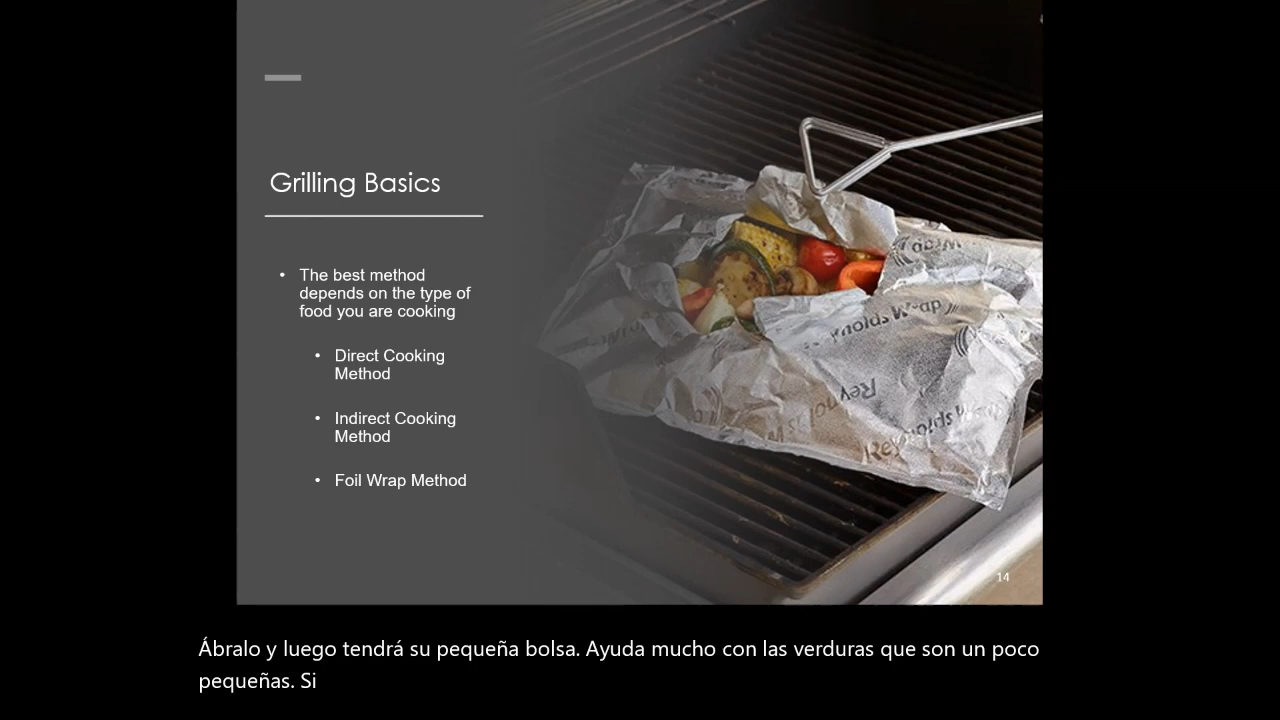 Grilling Basics
• The best method
depends on the type of
food you are cooking
• Direct Cooking
Method
• Indirect Cooking
Method
• Foil Wrap Method
Reynolds Wrap
14
Ábralo y luego tendrá su pequeña bolsa. Ayuda mucho con las verduras que son un poco
pequeñas. Si